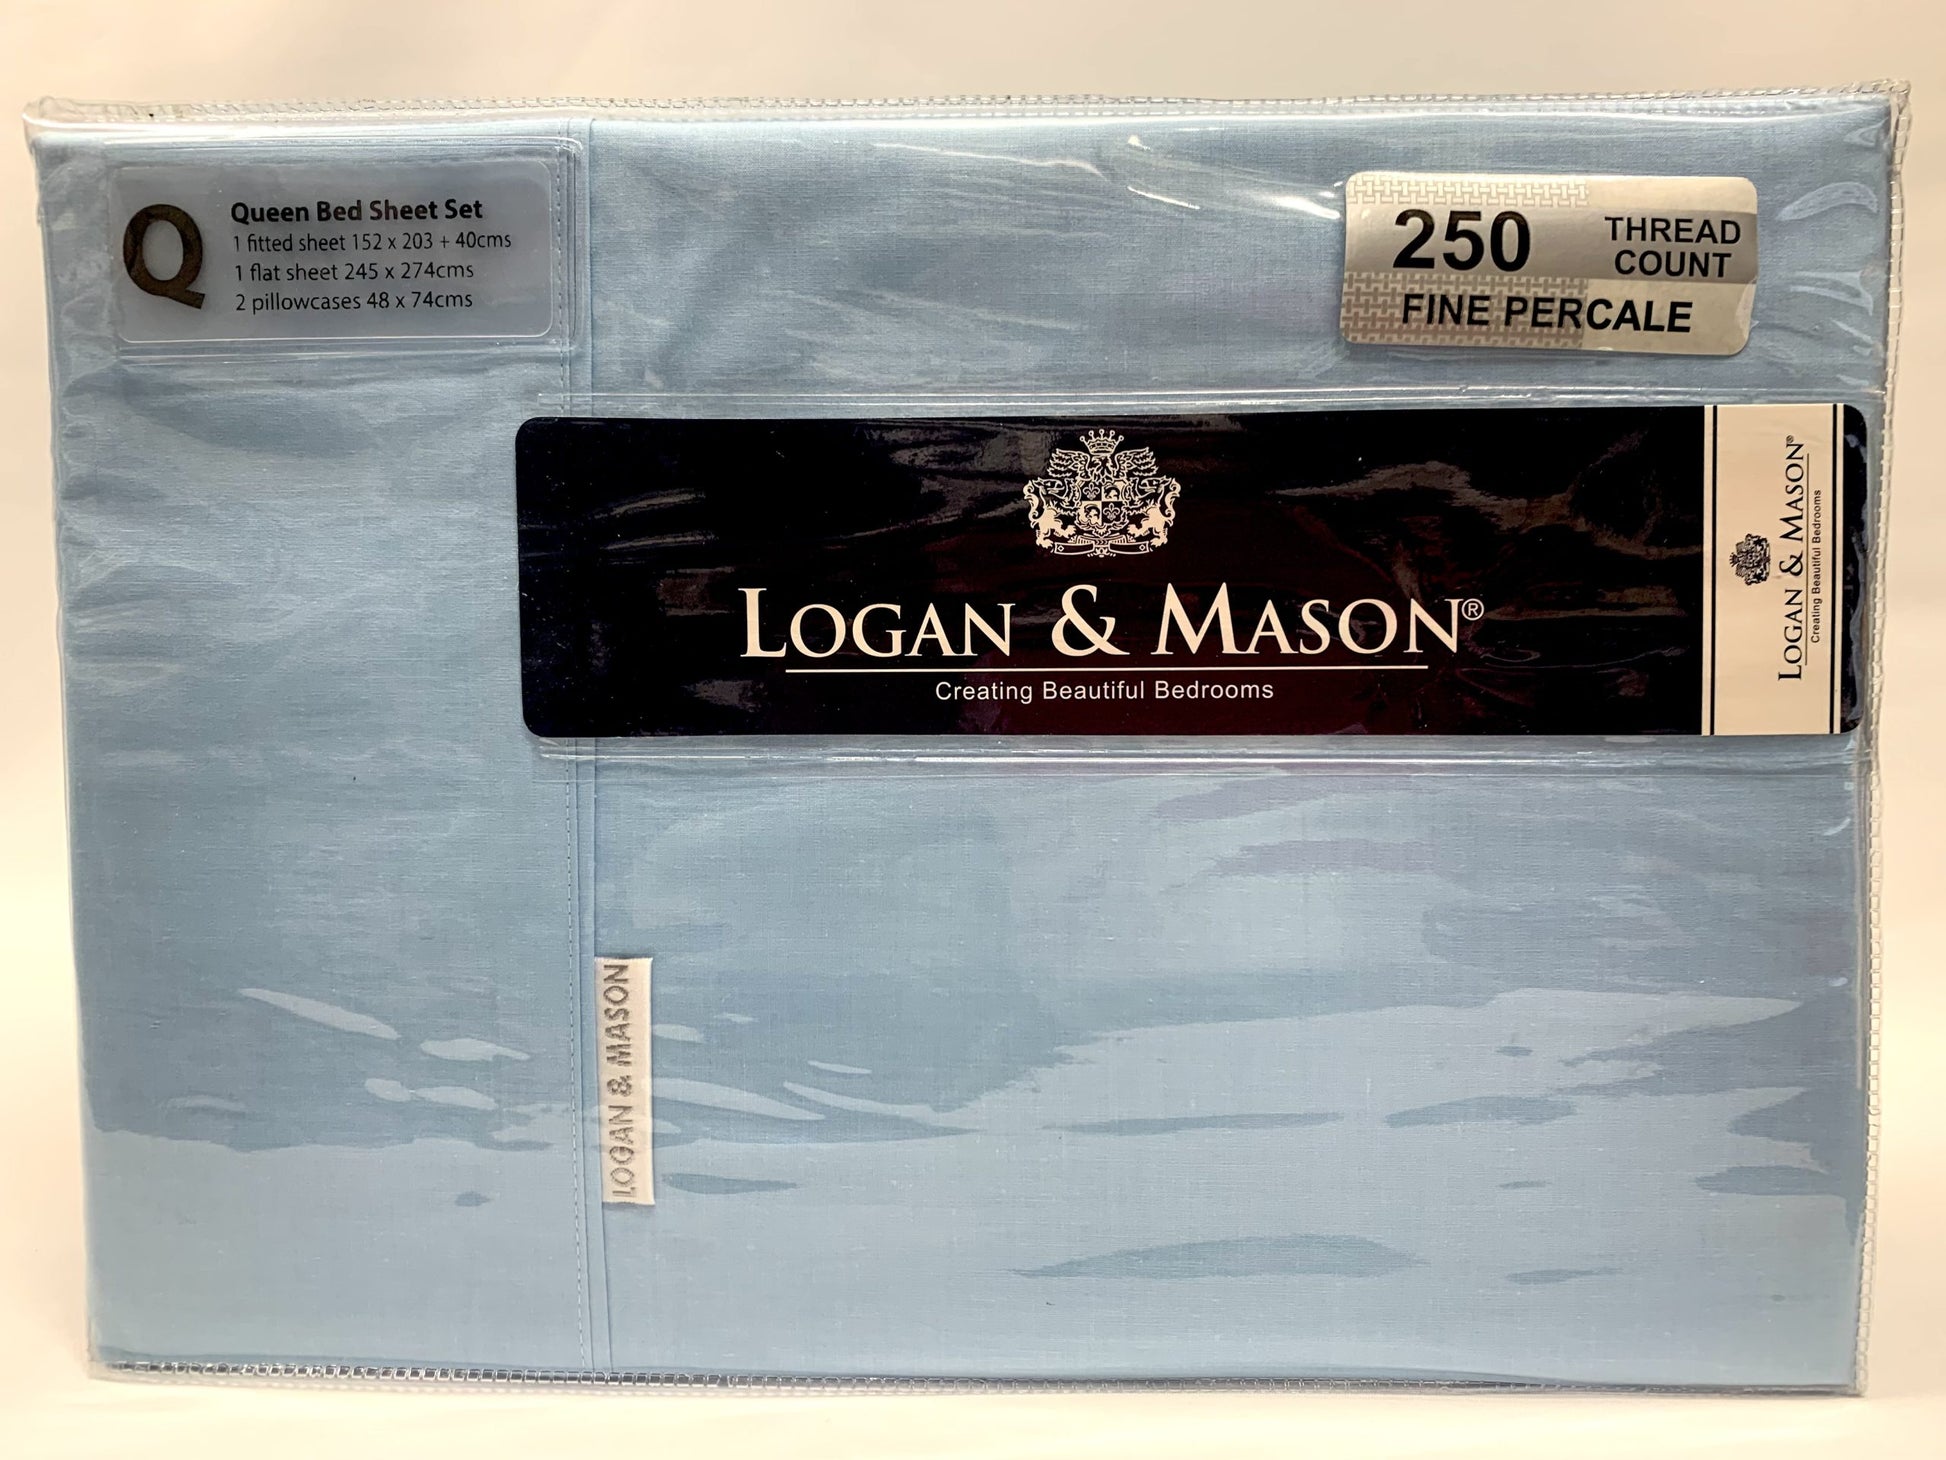 Q
Queen Bed Sheet Set
1 fitted sheet 152 x 203 + 40cms
1 flat sheet 245 x 274cms
2 pillowcases 48 x 74cms
250 THREAD COUNT
FINE PERCALE
LOGAN & MASON®
Creating Beautiful Bedrooms
LOGAN & MASON®
Creating Beautiful Bedrooms
LOGAN & MASON